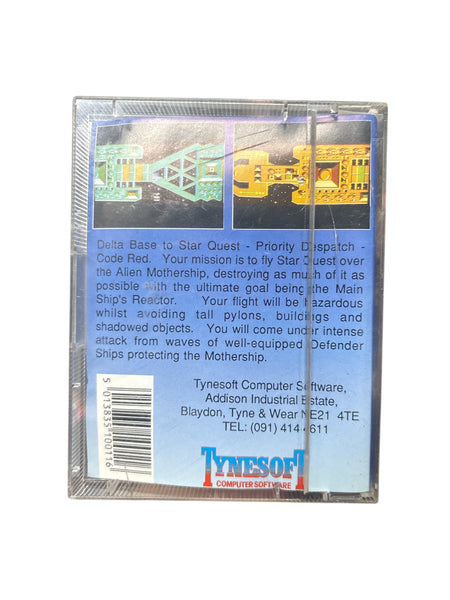 Delta Base to Star Quest - Priority Despatch -
Code Red. Your mission is to fly Star Quest over
the Alien Mothership, destroying as much of it as
possible with the ultimate goal being the Main
Ship's Reactor. Your flight will be hazardous
whilst avoiding tall pylons, buildings and
shadowed objects. You will come under intense
attack from waves of well-equipped Defender
Ships protecting the Mothership.
Tynesoft Computer Software,
Addison Industrial Estate,
Blaydon, Tyne & Wear NE21 4TE
TEL: (091) 414 4611
5 013835 100116
TYNESOFT
COMPUTER SOFTWARE